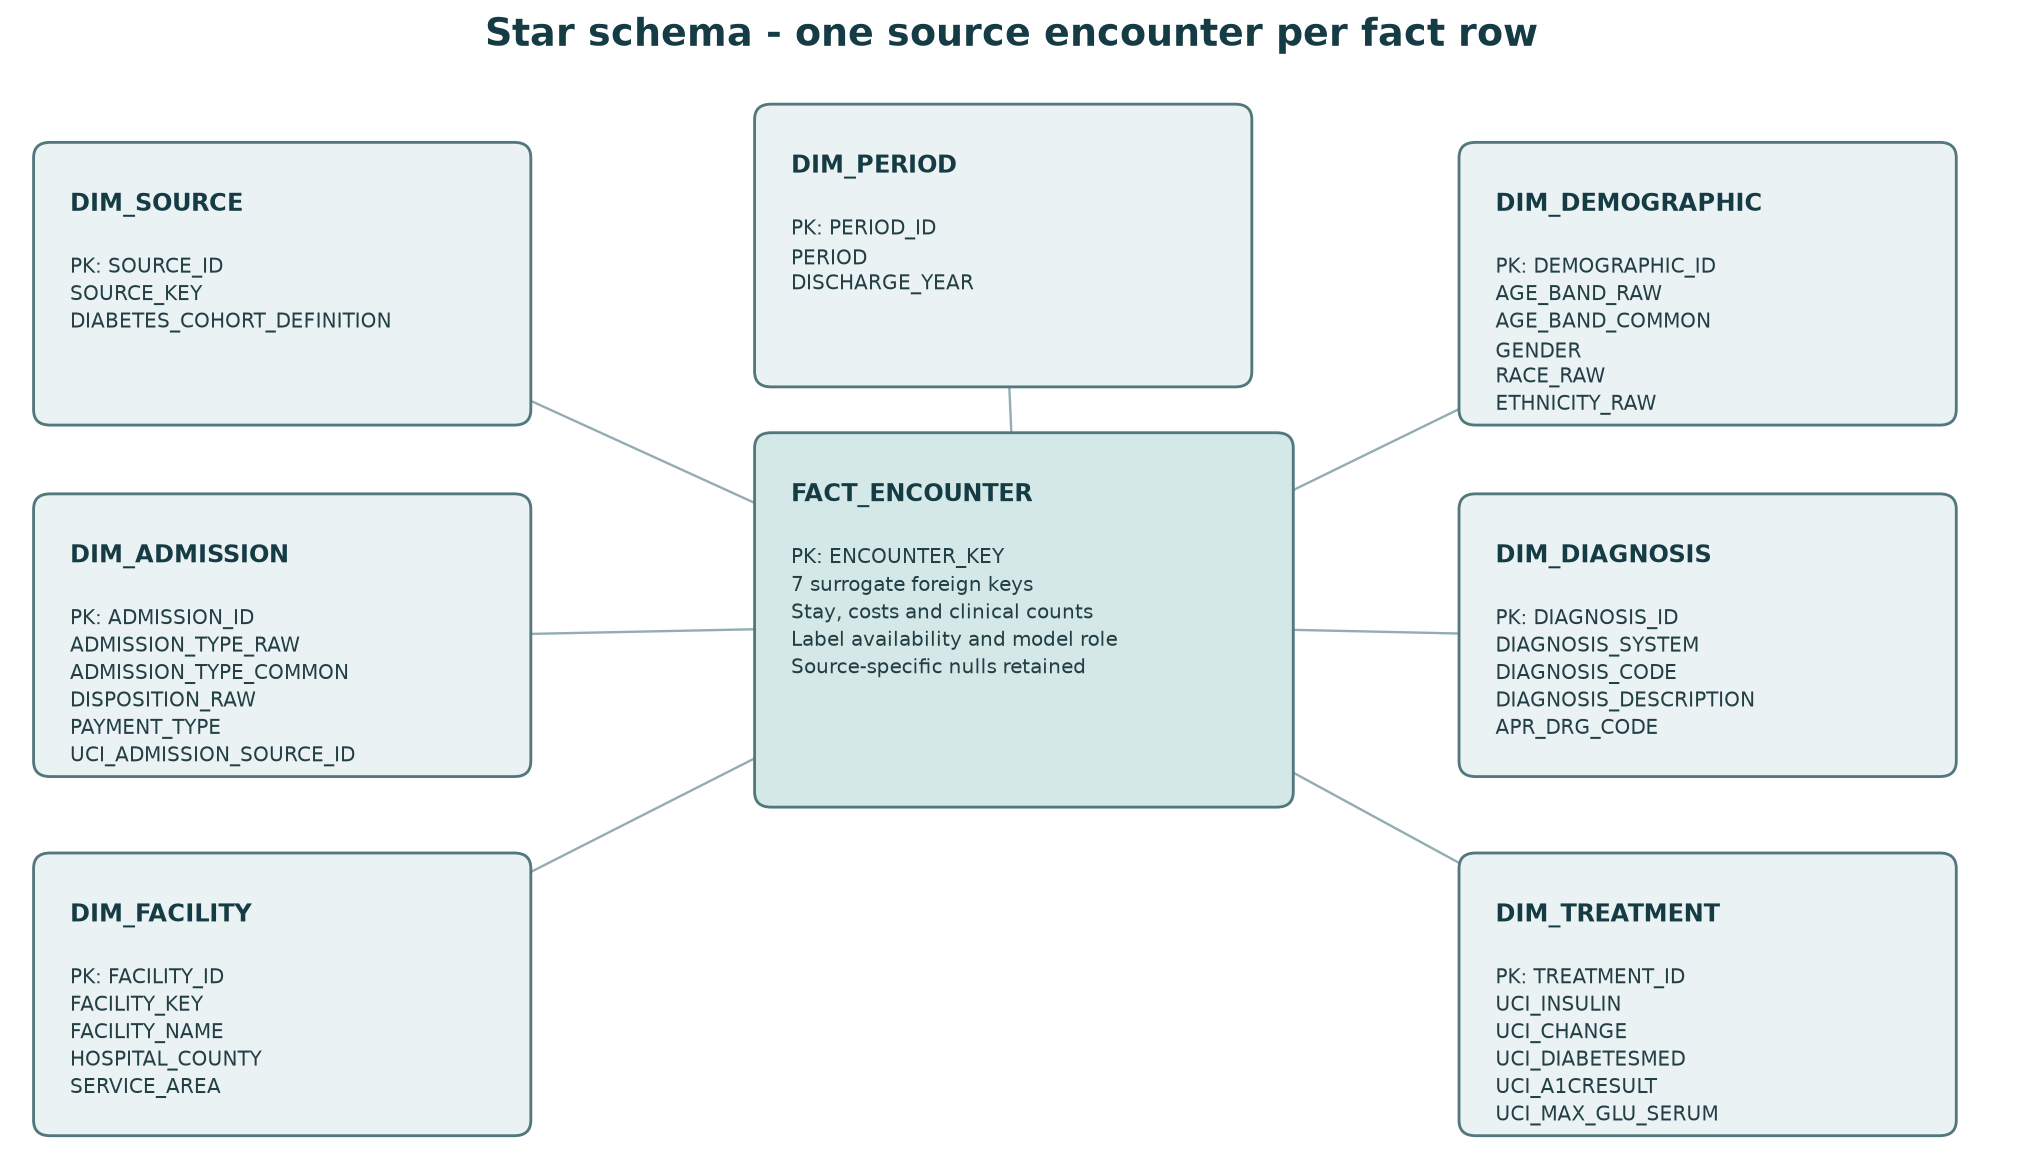 Star schema - one source encounter per fact row
DIM_SOURCE
PK: SOURCE_ID
SOURCE_KEY
DIABETES_COHORT_DEFINITION
DIM_PERIOD
PK: PERIOD_ID
PERIOD
DISCHARGE_YEAR
DIM_DEMOGRAPHIC
PK: DEMOGRAPHIC_ID
AGE_BAND_RAW
AGE_BAND_COMMON
GENDER
RACE_RAW
ETHNICITY_RAW
DIM_ADMISSION
PK: ADMISSION_ID
ADMISSION_TYPE_RAW
ADMISSION_TYPE_COMMON
DISPOSITION_RAW
PAYMENT_TYPE
UCI_ADMISSION_SOURCE_ID
FACT_ENCOUNTER
PK: ENCOUNTER_KEY
7 surrogate foreign keys
Stay, costs and clinical counts
Label availability and model role
Source-specific nulls retained
DIM_DIAGNOSIS
PK: DIAGNOSIS_ID
DIAGNOSIS_SYSTEM
DIAGNOSIS_CODE
DIAGNOSIS_DESCRIPTION
APR_DRG_CODE
DIM_FACILITY
PK: FACILITY_ID
FACILITY_KEY
FACILITY_NAME
HOSPITAL_COUNTY
SERVICE_AREA
DIM_TREATMENT
PK: TREATMENT_ID
UCI_INSULIN
UCI_CHANGE
UCI_DIABETESMED
UCI_A1CRESULT
UCI_MAX_GLU_SERUM